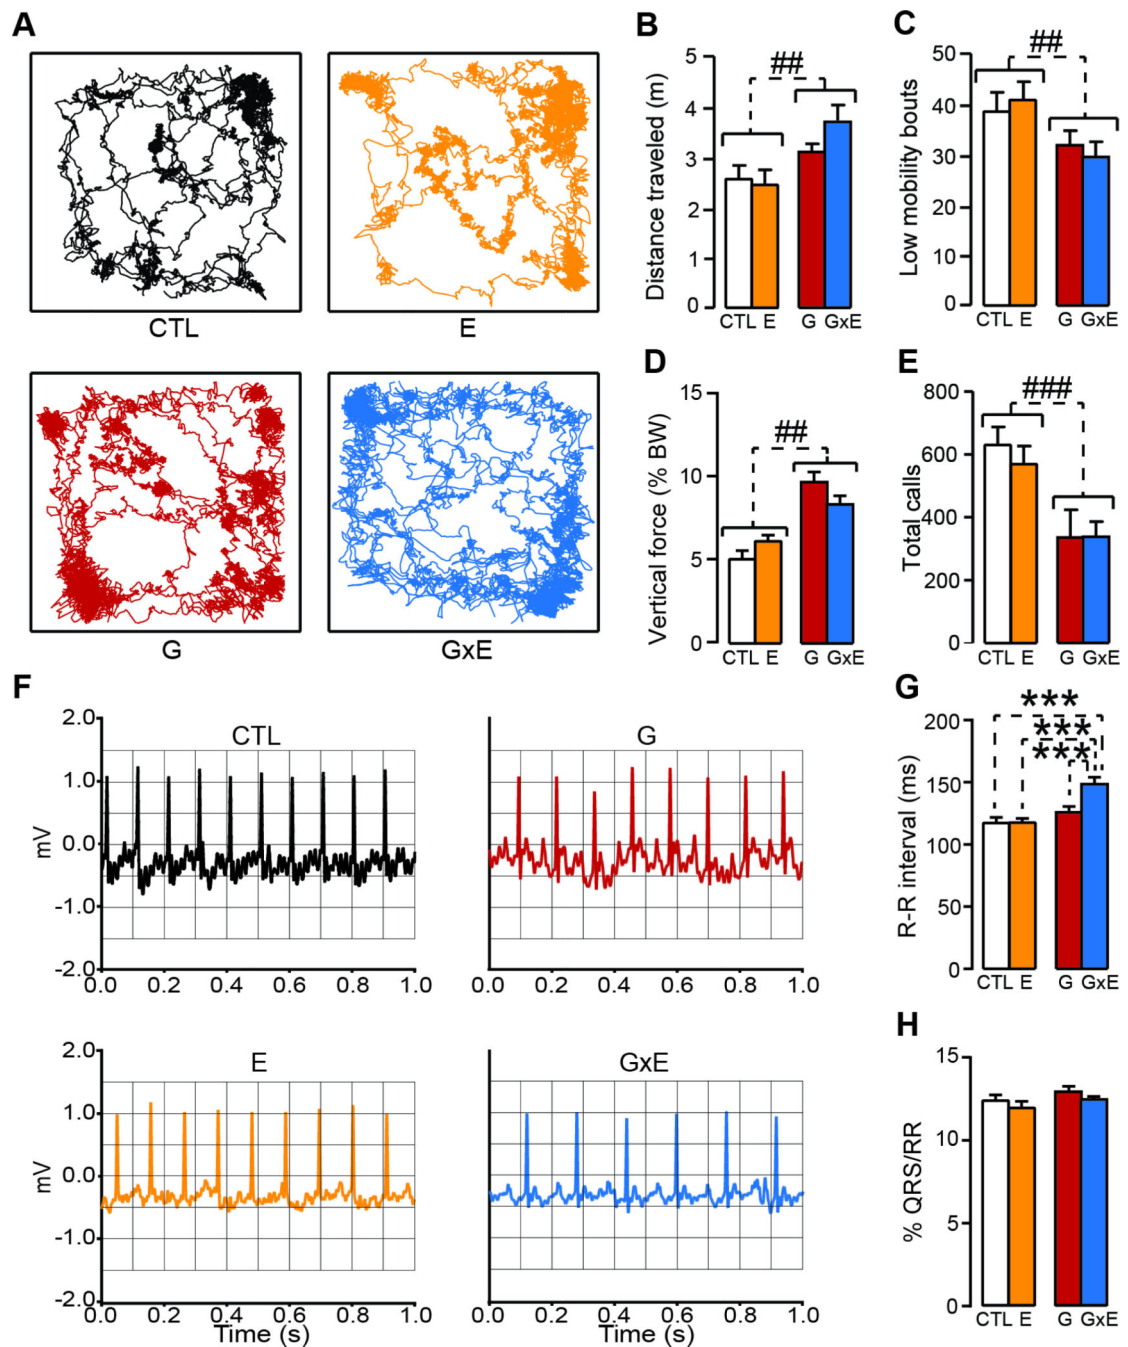 A
CTL
E
G
GxE
B
Distance traveled (m)
5
4
3
2
1
0
##
CTL E G GxE
C
Low mobility bouts
50
40
30
20
10
0
##
CTL E G GxE
D
Vertical force (% BW)
15
10
5
0
##
CTL E G GxE
E
Total calls
800
600
400
200
0
###
CTL E G GxE
F
CTL
mV
2.0
1.0
0.0
-1.0
-2.0
0.0 0.2 0.4 0.6 0.8 1.0
G
0.0 0.2 0.4 0.6 0.8 1.0
E
mV
2.0
1.0
0.0
-1.0
-2.0
0.0 0.2 0.4 0.6 0.8 1.0
Time (s)
GxE
0.0 0.2 0.4 0.6 0.8 1.0
Time (s)
G
R-R interval (ms)
200
150
100
50
0
***
***
***
CTL E G GxE
H
% QRS/RR
15
10
5
0
CTL E G GxE